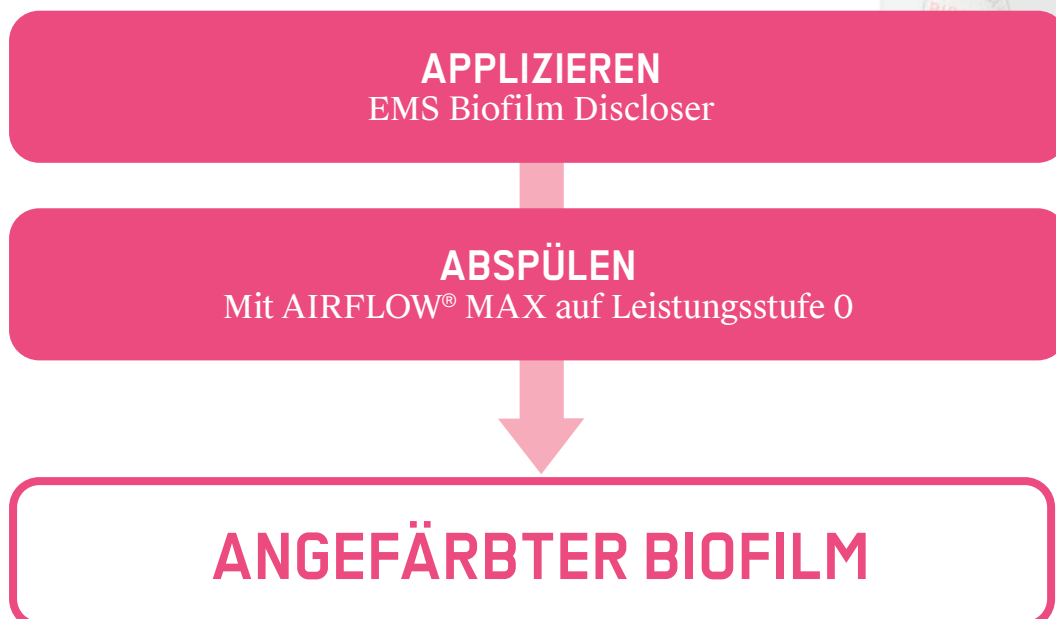 APPLIZIEREN
EMS Biofilm Discloser
ABSPÜLEN
Mit AIRFLOW® MAX auf Leistungsstufe 0
ANGEFÄRBTER BIOFILM